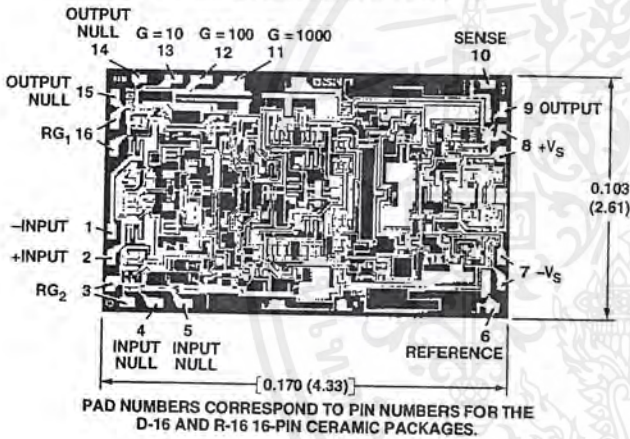 OUTPUT
NULL G = 10 G = 100 G = 1000
14 13 12 11
SENSE
10
OUTPUT
NULL 15
RG1 16
9 OUTPUT
8 +VS
0.103
(2.61)
–INPUT 1
+INPUT 2
RG2 3
7 –VS
4 5
INPUT INPUT
NULL NULL
6
REFERENCE
0.170 (4.33)
PAD NUMBERS CORRESPOND TO PIN NUMBERS FOR THE
D-16 AND R-16 16-PIN CERAMIC PACKAGES.